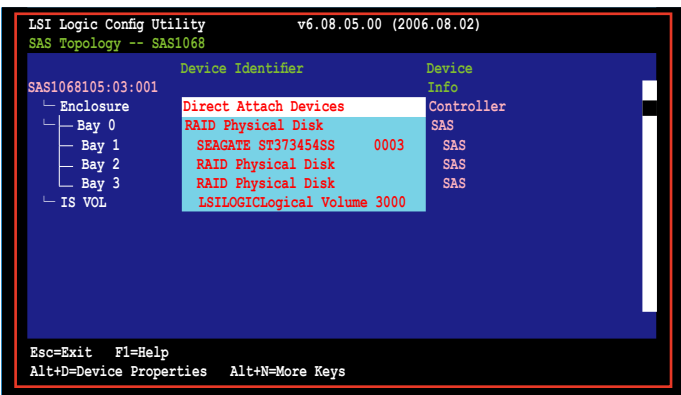 LSI Logic Config Utility v6.08.05.00 (2006.08.02)
SAS Topology -- SAS1068
Device Identifier Device
SAS1068105:03:001 Info
Enclosure Direct Attach Devices Controller
Bay 0 RAID Physical Disk SAS
Bay 1 SEAGATE ST373454SS 0003 SAS
Bay 2 RAID Physical Disk SAS
Bay 3 RAID Physical Disk SAS
IS VOL LSILOGICLogical Volume 3000
Esc=Exit F1=Help
Alt+D=Device Properties Alt+N=More Keys